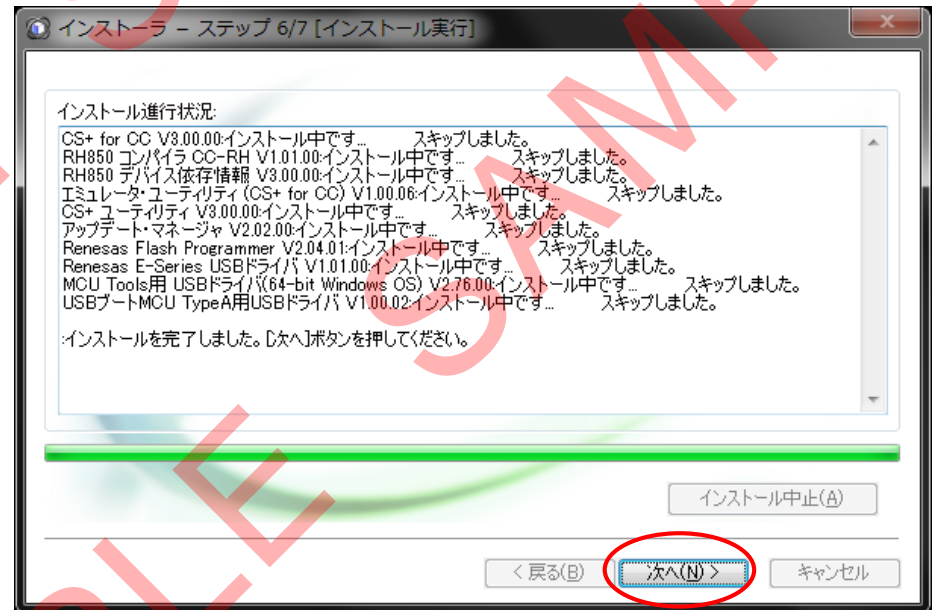 インストーラ - ステップ 6/7 [インストール実行]
インストール進行状況:
CS+ for CC V3.00.00:インストール中です... スキップしました。
RH850 コンパイラ CC-RH V1.01.00:インストール中です... スキップしました。
RH850 デバイス依存情報 V3.00.00:インストール中です... スキップしました。
エミュレータ・ユーティリティ (CS+ for CC) V1.00.06:インストール中です... スキップしました。
CS+ ユーティリティ V3.00.00:インストール中です... スキップしました。
アップデート・マネージャ V2.02.00:インストール中です... スキップしました。
Renesas Flash Programmer V2.04.01:インストール中です... スキップしました。
Renesas E-Series USBドライバ V1.01.00:インストール中です... スキップしました。
MCU Tools用 USBドライバ(64-bit Windows OS) V2.76.00:インストール中です... スキップしました。
USBブートMCU TypeA用USBドライバ V1.00.02:インストール中です... スキップしました。
:インストールを完了しました。[次へ]ボタンを押してください。
インストール中止(A)
< 戻る(B) 次へ(N) > キャンセル
SAMP
PLE